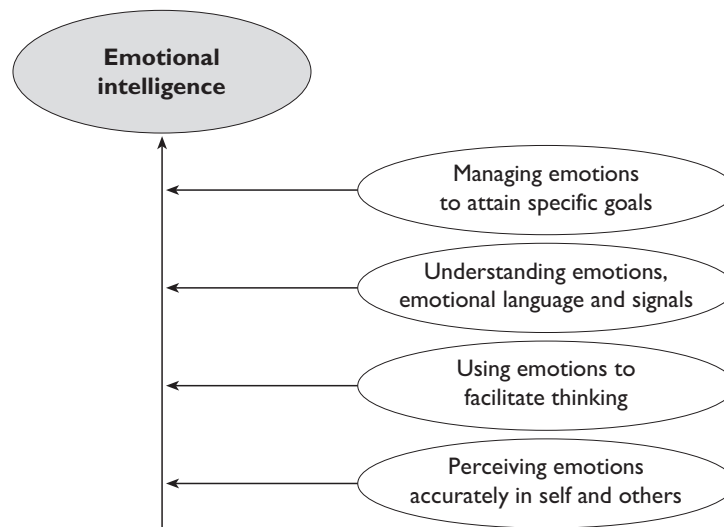 Emotional
intelligence
Managing emotions
to attain specific goals
Understanding emotions,
emotional language and signals
Using emotions to
facilitate thinking
Perceiving emotions
accurately in self and others